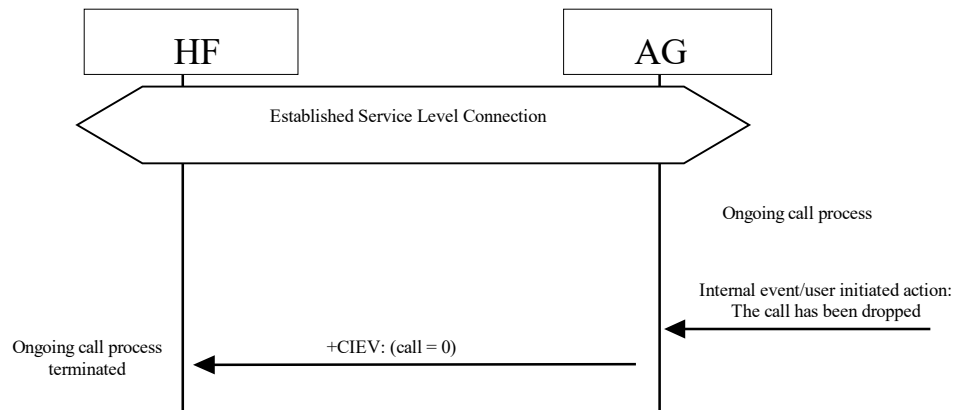 HF
AG
Established Service Level Connection
Ongoing call process
Internal event/user initiated action:
The call has been dropped
+CIEV: (call = 0)
Ongoing call process
terminated